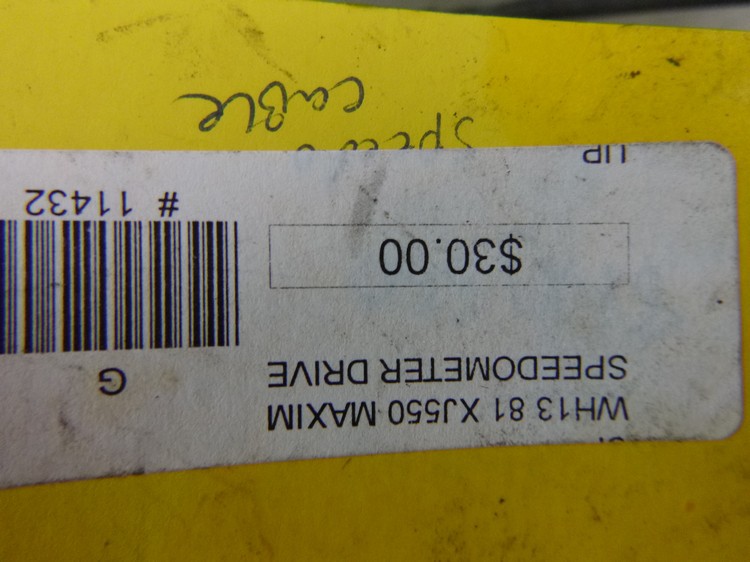 WH13 81 XJ550 MAXIM
SPEEDOMETER DRIVE
G
$30.00
# 11432
UP
cable